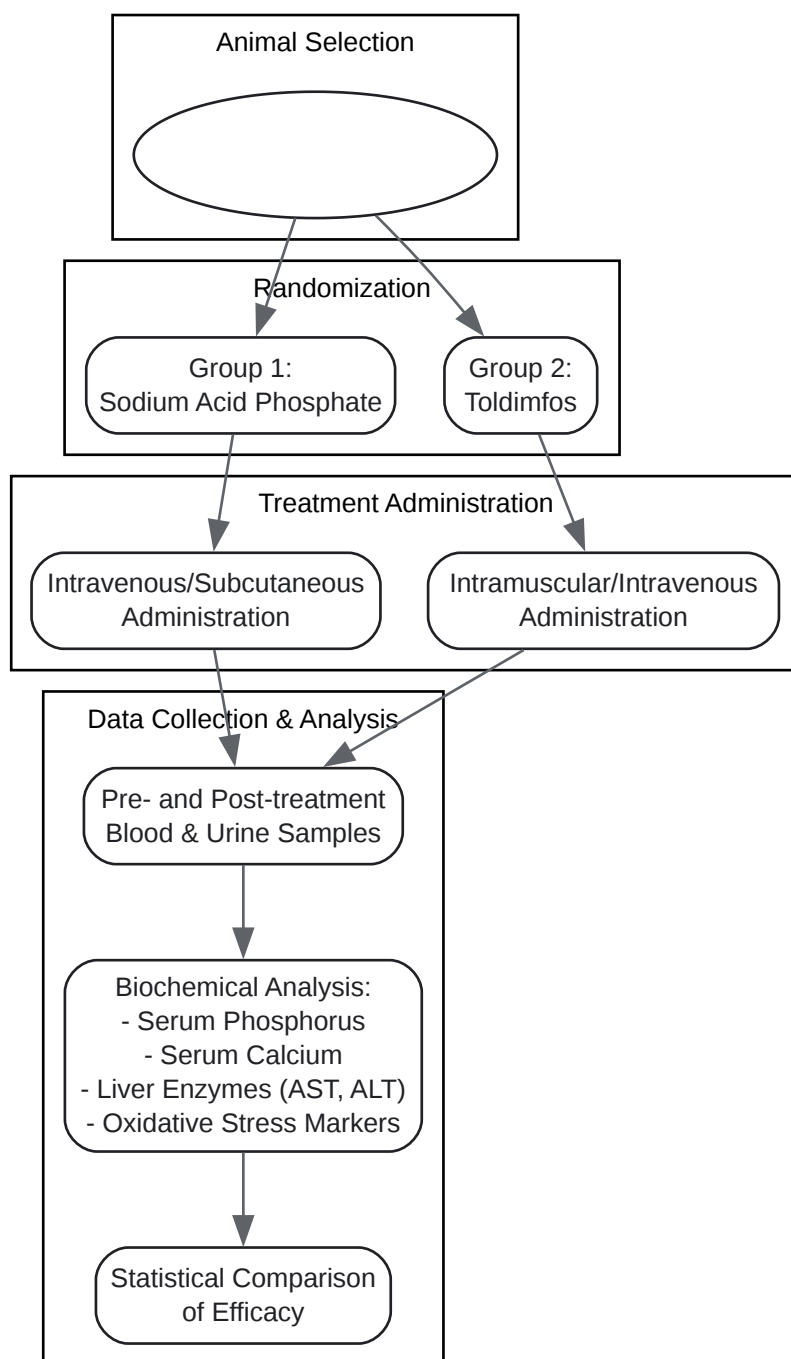 Animal Selection
Randomization
Group 1:
Sodium Acid Phosphate
Group 2:
Toldimfos
Treatment Administration
Intravenous/Subcutaneous
Administration
Intramuscular/Intravenous
Administration
Data Collection & Analysis
Pre- and Post-treatment
Blood & Urine Samples
Biochemical Analysis:
- Serum Phosphorus
- Serum Calcium
- Liver Enzymes (AST, ALT)
- Oxidative Stress Markers
Statistical Comparison
of Efficacy